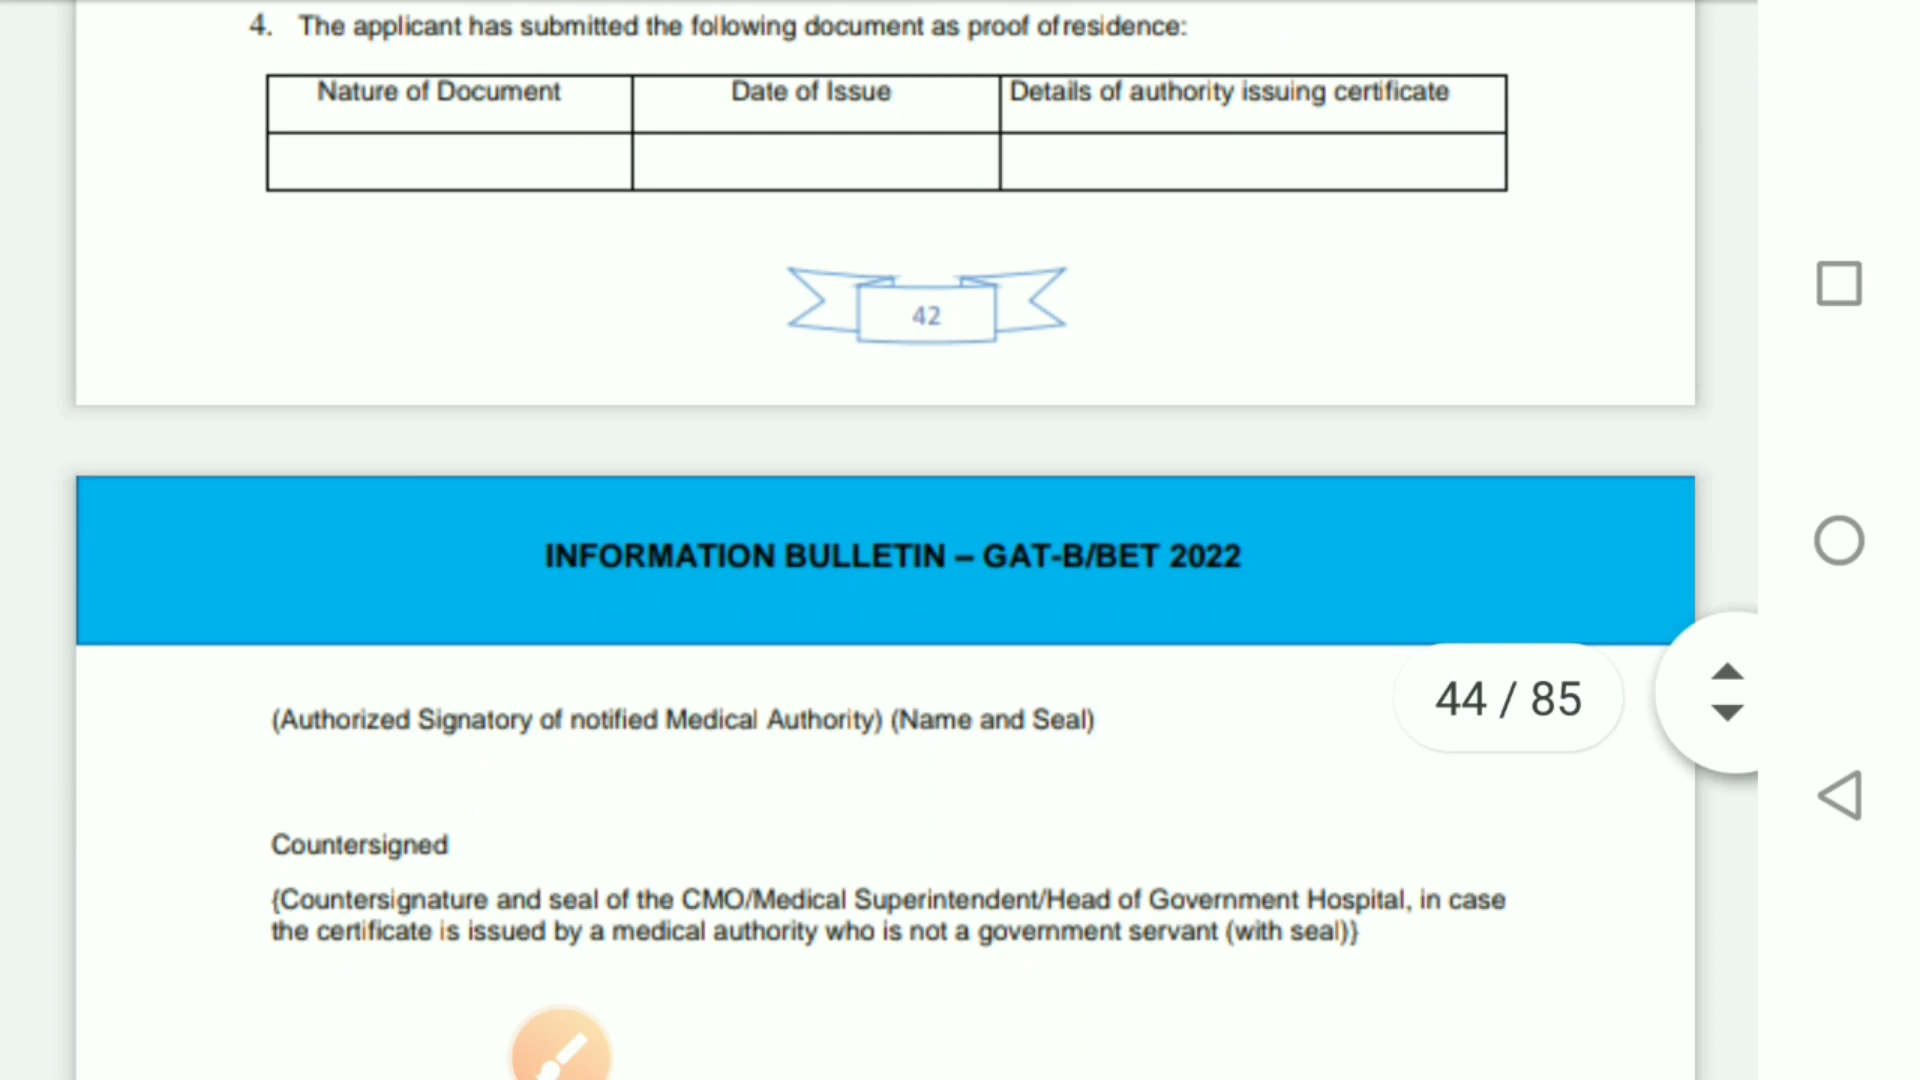 4. The applicant has submitted the following document as proof of residence:
Nature of Document Date of Issue Details of authority issuing certificate
42
INFORMATION BULLETIN – GAT-B/BET 2022
44 / 85
(Authorized Signatory of notified Medical Authority) (Name and Seal)
Countersigned
{Countersignature and seal of the CMO/Medical Superintendent/Head of Government Hospital, in case
the certificate is issued by a medical authority who is not a government servant (with seal)}